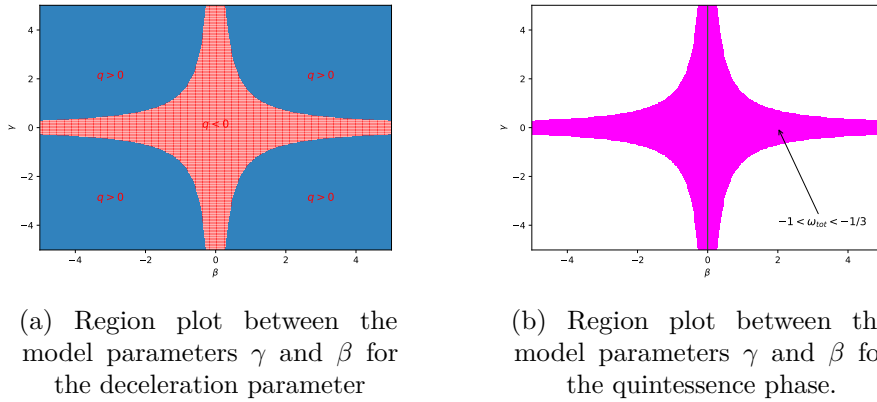 4
2
0
−2
−4
γ
q > 0
q > 0
q < 0
q > 0
q > 0
−4 −2 0 2 4
β
4
2
0
−2
−4
γ
−1 < ω_{tot} < −1/3
−4 −2 0 2 4
β
(a) Region plot between the
model parameters γ and β for
the deceleration parameter
(b) Region plot between th
model parameters γ and β fo
the quintessence phase.